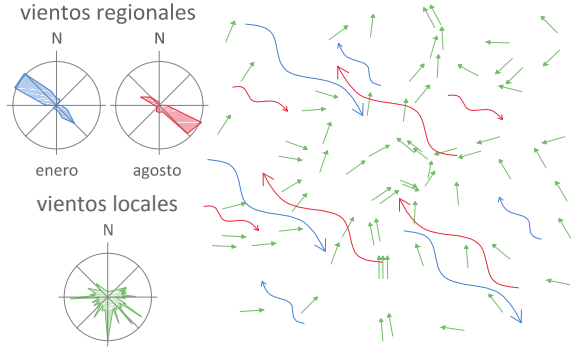 vientos regionales
N
N
enero
agosto
vientos locales
N